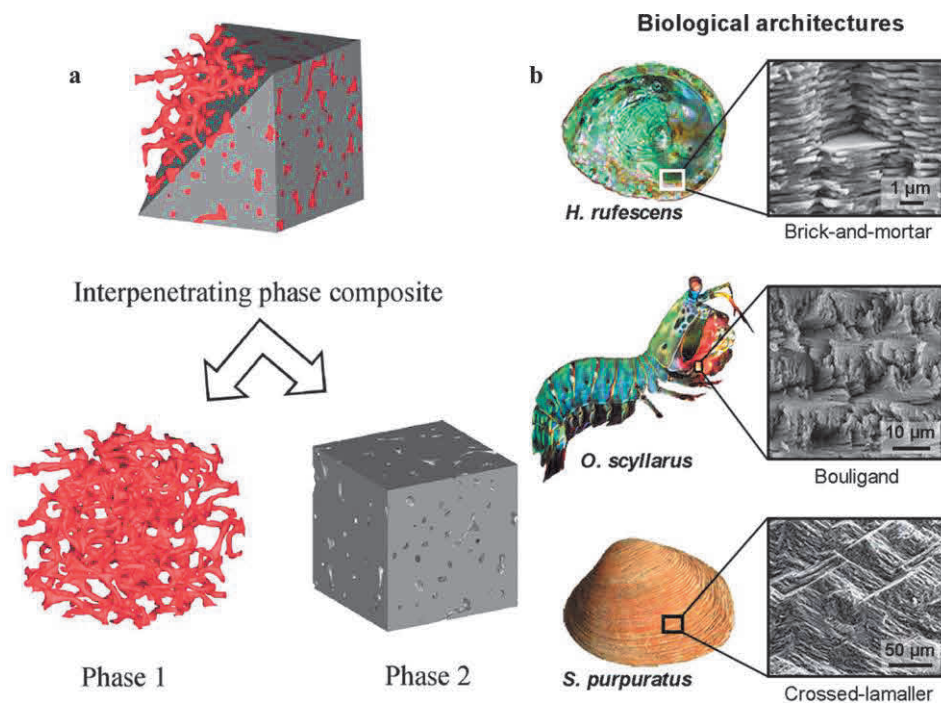 Biological architectures
a
b
H. rufescens
1 µm
Brick-and-mortar
Interpenetrating phase composite
O. scyllarus
10 µm
Bouligand
Phase 1
Phase 2
S. purpuratus
50 µm
Crossed-lamaller